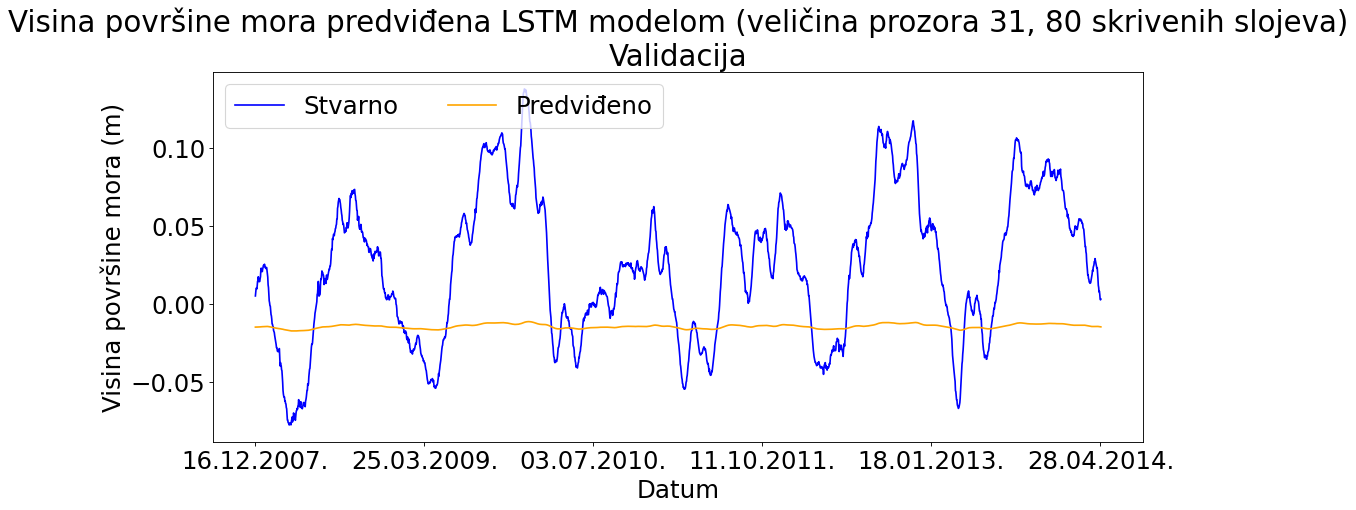 Visina površine mora predviđena LSTM modelom (veličina prozora 31, 80 skrivenih slojeva)
Validacija
Stvarno Predviđeno
Visina površine mora (m)
0.10
0.05
0.00
−0.05
16.12.2007. 25.03.2009. 03.07.2010. 11.10.2011. 18.01.2013. 28.04.2014.
Datum